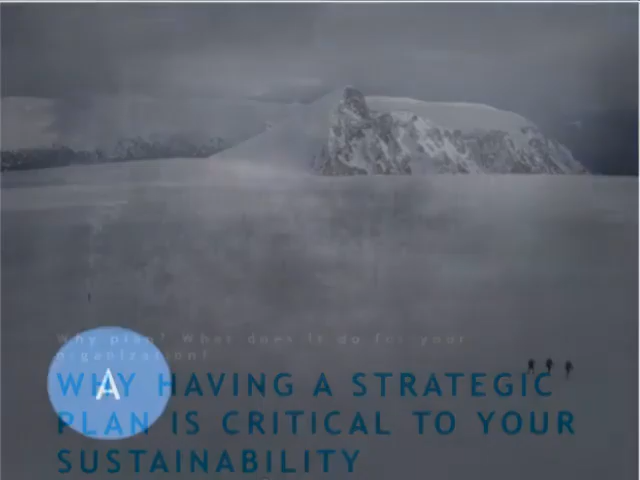 Why plan? What does it do for your
organization?
A
WHY HAVING A STRATEGIC
PLAN IS CRITICAL TO YOUR
SUSTAINABILITY